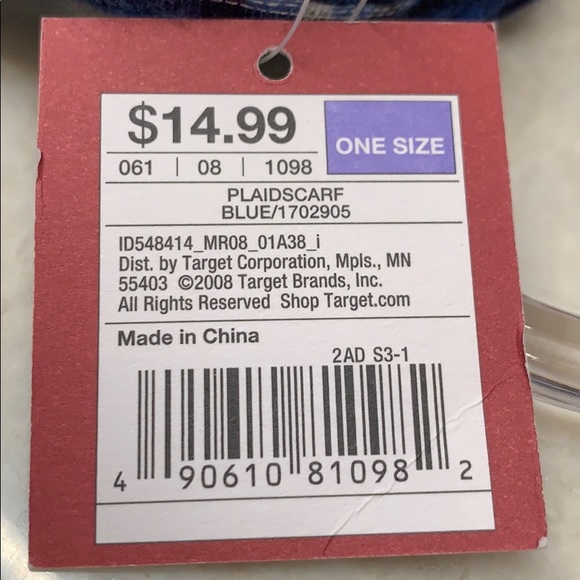 $14.99
ONE SIZE
061 | 08 | 1098
PLAIDSCARF
BLUE/1702905
ID548414_MR08_01A38_i
Dist. by Target Corporation, Mpls., MN
55403 ©2008 Target Brands, Inc.
All Rights Reserved Shop Target.com
Made in China
2AD S3-1
4 90610 81098 2